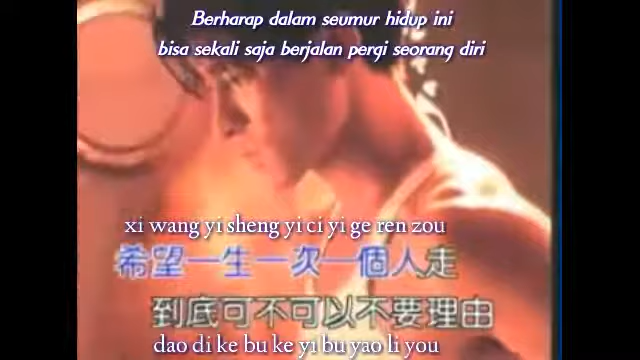 Berharap dalam seumur hidup ini
bisa sekali saja berjalan pergi seorang diri
xi wang yi sheng yi ci yi ge ren zou
希望一生一次一個人走
到底可不可以不要理由
dao di ke bu ke yi bu yao li you